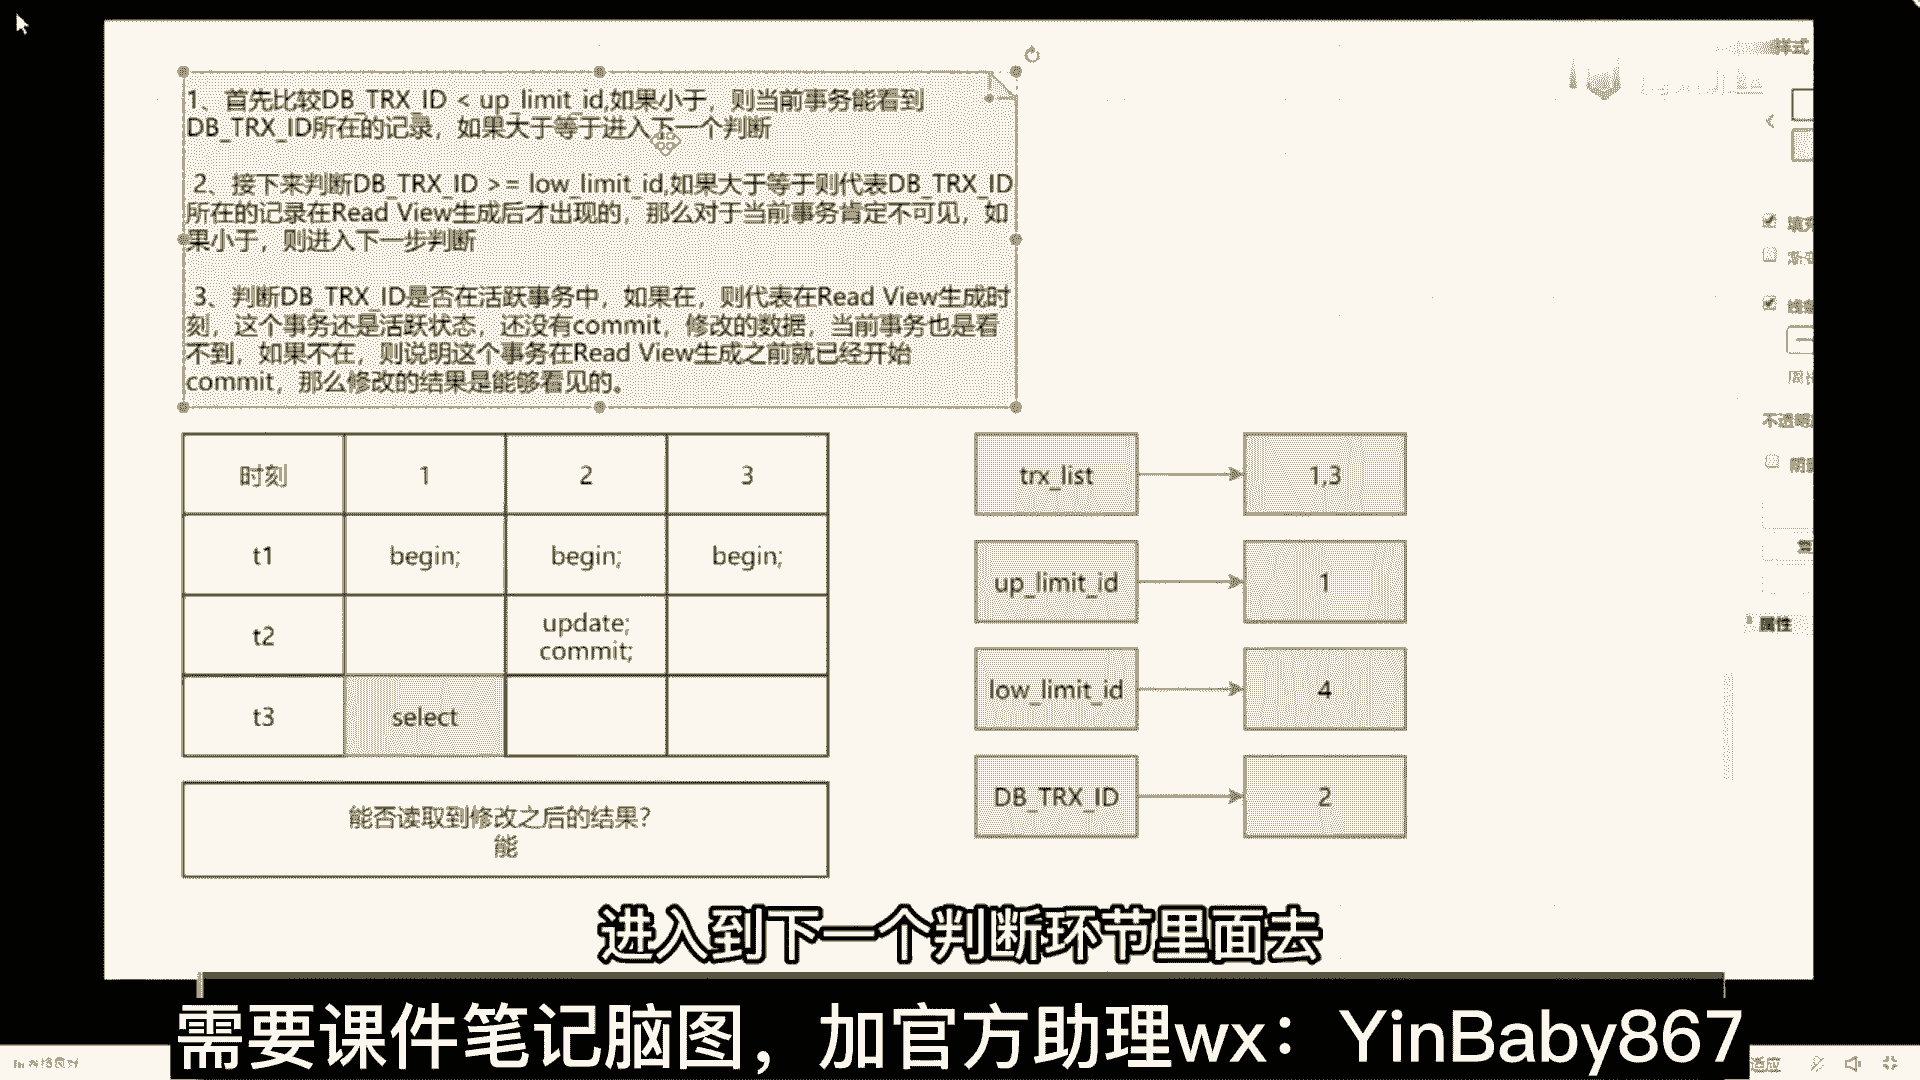 1、首先比较DB_TRX_ID < up_limit_id,如果小于，则当前事务能看到
DB_TRX_ID所在的记录，如果大于等于进入下一个判断
2、接下来判断DB_TRX_ID >= low_limit_id,如果大于等于则代表DB_TRX_ID
所在的记录在Read View生成后才出现的，那么对于当前事务肯定不可见，如
果小于，则进入下一步判断
3、判断DB_TRX_ID是否在活跃事务中，如果在，则代表在Read View生成时
刻，这个事务还是活跃状态，还没有commit，修改的数据，当前事务也是看
不到，如果不在，则说明这个事务在Read View生成之前就已经开始
commit，那么修改的结果是能够看见的。
样式
不透明
属性
时刻 1 2 3
t1 begin; begin; begin;
t2 update;
commit;
t3 select
能否读取到修改之后的结果?
能
trx_list 1,3
up_limit_id 1
low_limit_id 4
DB_TRX_ID 2
进入到下一个判断环节里面去
需要课件笔记脑图，加官方助理wx：YinBaby867
适应